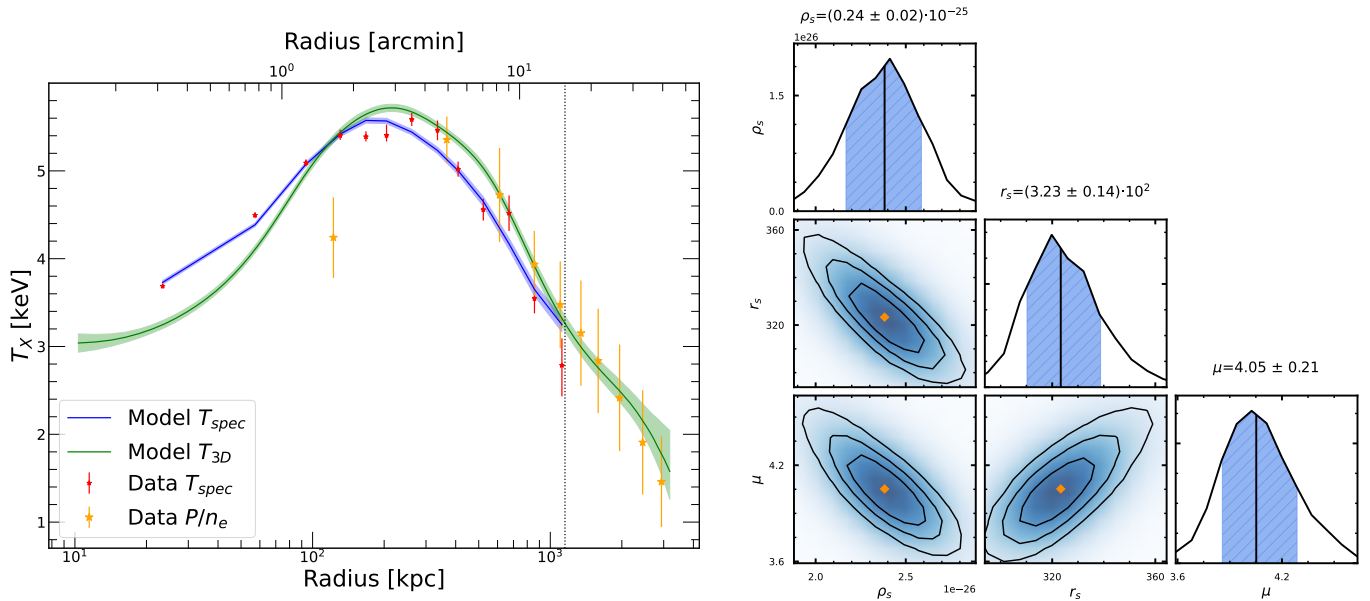 Radius [arcmin]
10⁰ 10¹
T_X [keV]
5
4
3
2
1
Model T_spec
Model T_3D
Data T_spec
Data P/n_e
10¹ 10² 10³
Radius [kpc]
ρ_s=(0.24 ± 0.02)·10⁻²⁵
1e26
ρ_s
1.5
0.0
r_s=(3.23 ± 0.14)·10²
r_s
360
320
μ=4.05 ± 0.21
μ
4.2
3.6
2.0 2.5
1e−26
ρ_s
320 360
r_s
3.6 4.2
μ